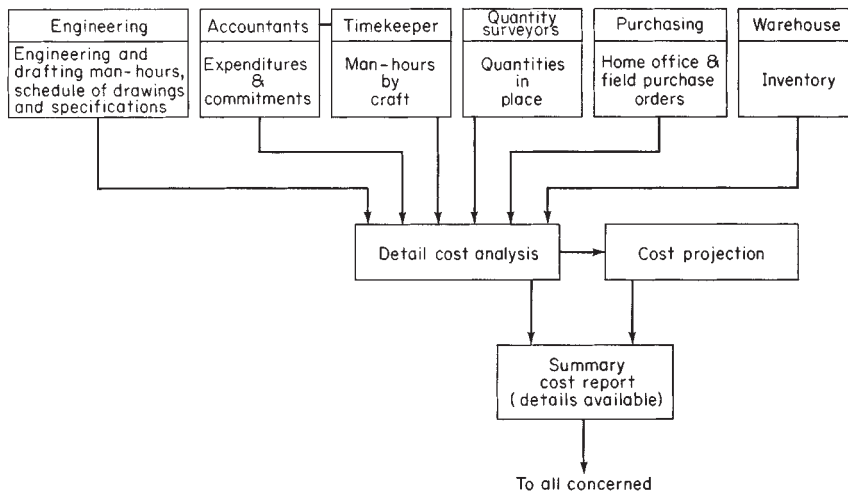 Engineering
Engineering and
drafting man-hours,
schedule of drawings
and specifications
Accountants
Expenditures
&
commitments
Timekeeper
Man-hours
by
craft
Quantity
surveyors
Quantities
in
place
Purchasing
Home office &
field purchase
orders
Warehouse
Inventory
Detail cost analysis
Cost projection
Summary
cost report
(details available)
To all concerned